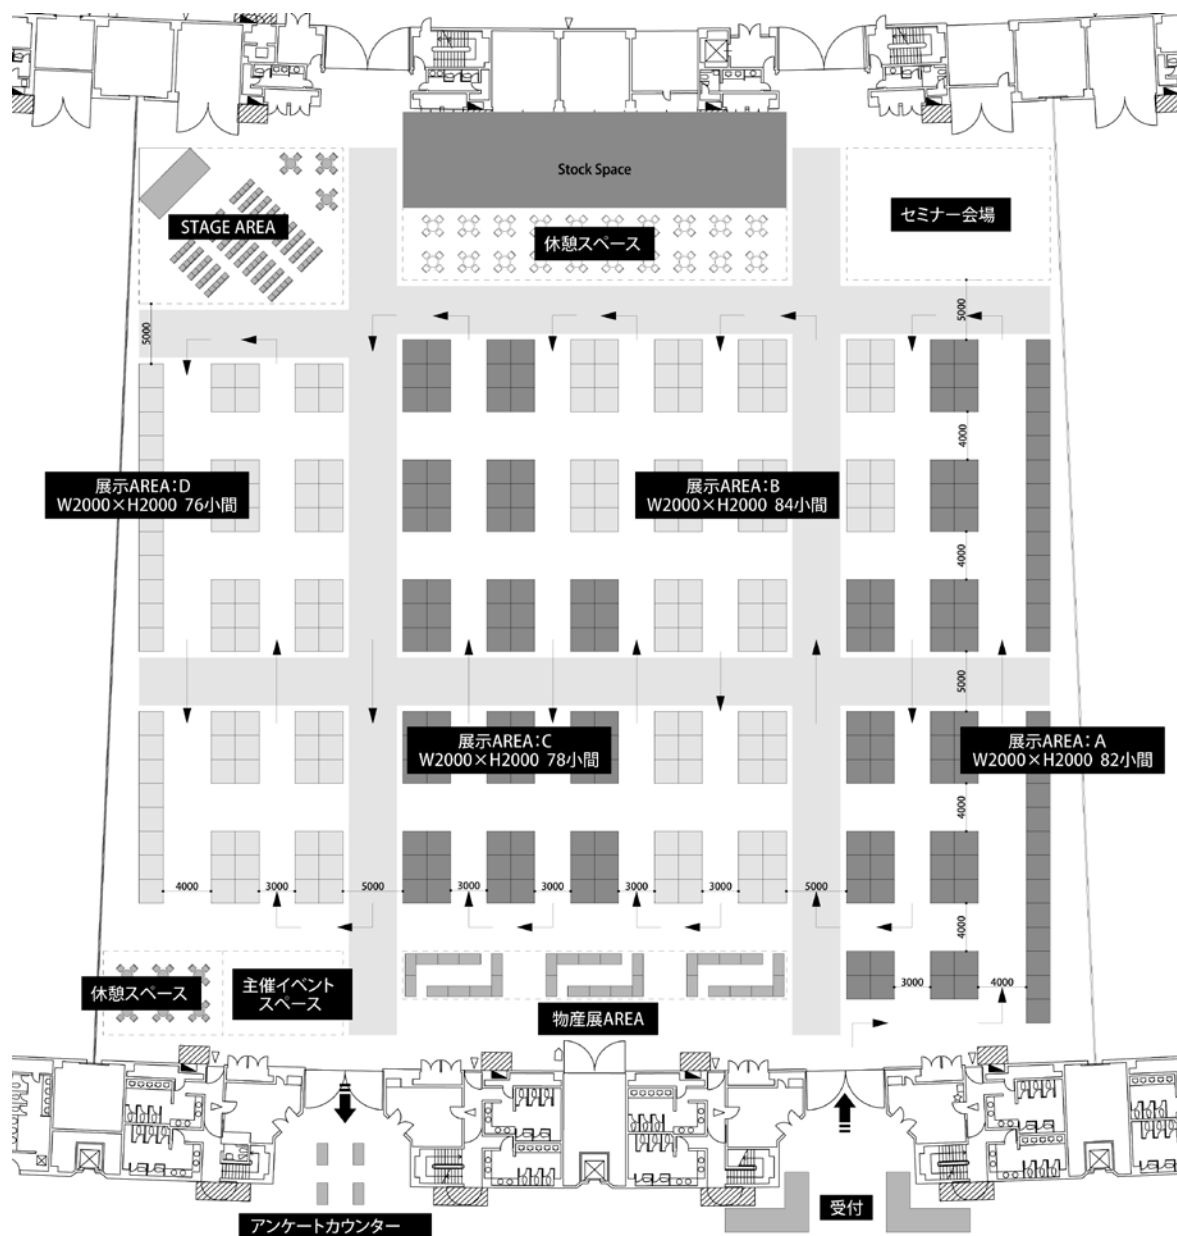 Stock Space
STAGE AREA
休憩スペース
セミナー会場
5000
5000
4000
展示AREA:D
W2000×H2000 76小間
展示AREA:B
W2000×H2000 84小間
4000
5000
展示AREA:C
W2000×H2000 78小間
展示AREA: A
W2000×H2000 82小間
4000
4000
3000
5000
3000
3000
3000
3000
5000
4000
休憩スペース
主催イベント
スペース
物産展AREA
3000
4000
アンケートカウンター
受付